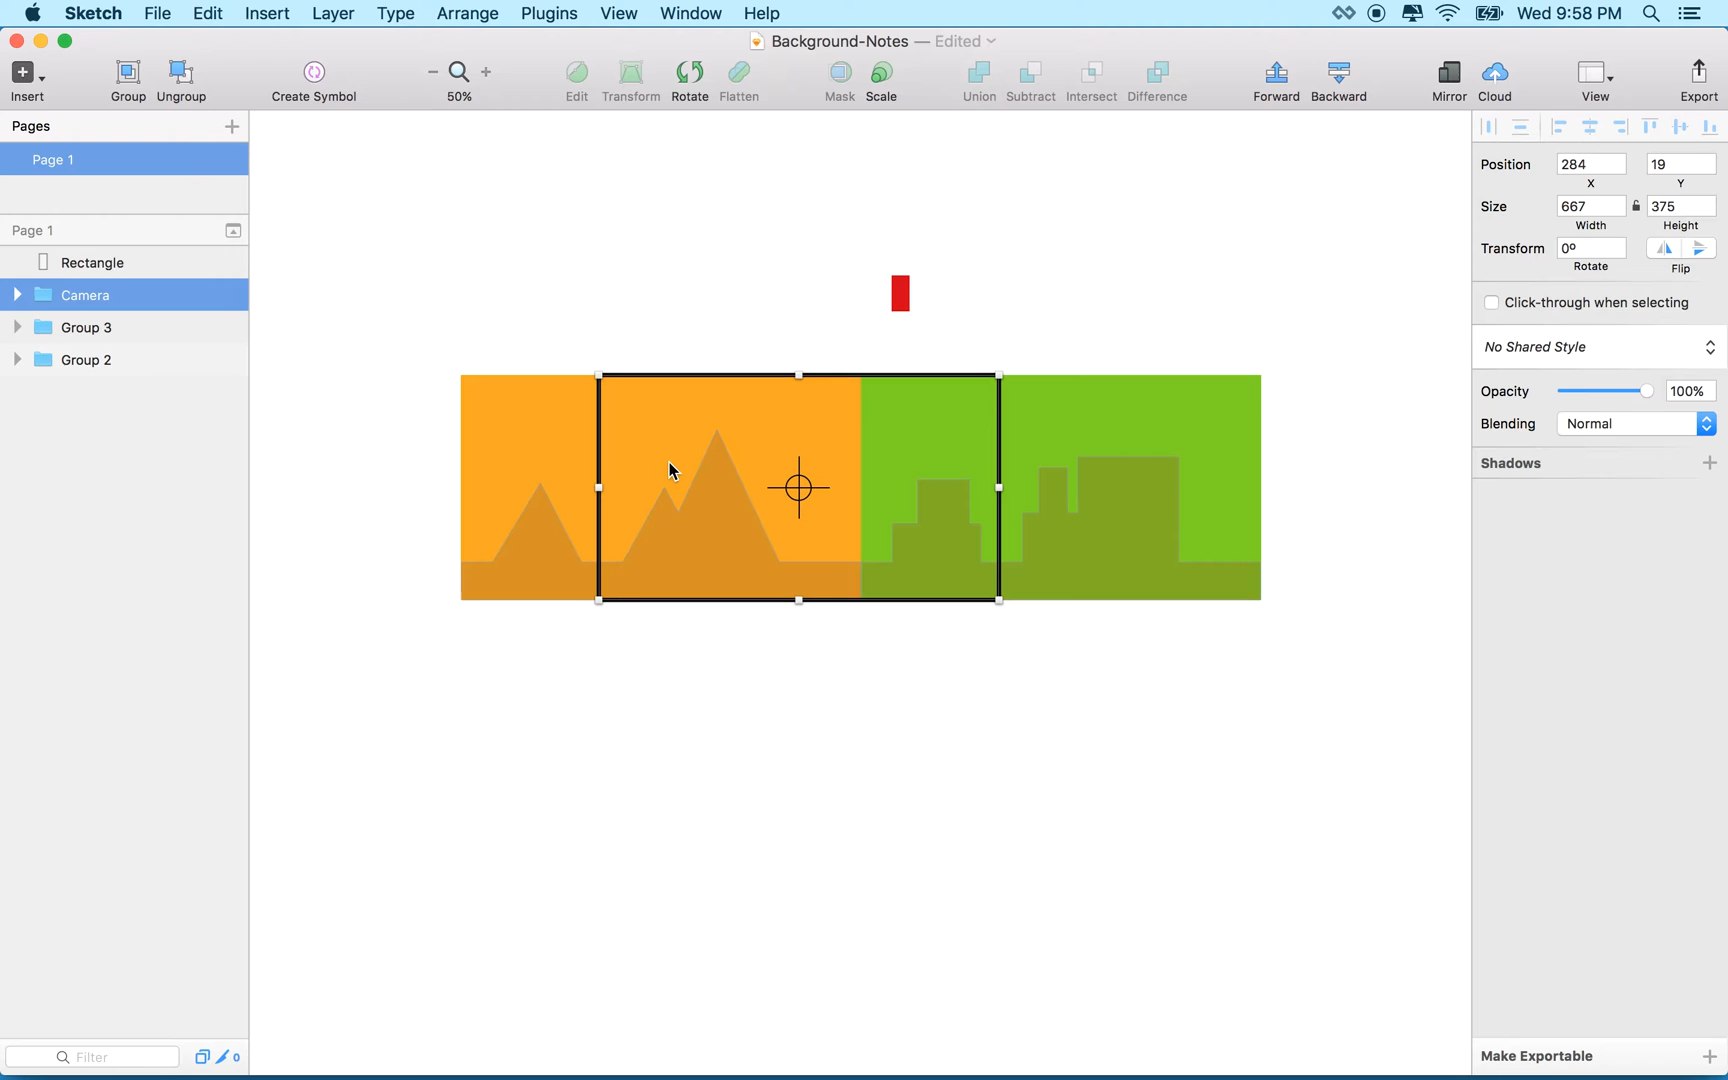 Sketch File Edit Insert Layer Type Arrange Plugins View Window Help Wed 9:58 PM
Background-Notes — Edited
Insert Group Ungroup Create Symbol 50% Edit Transform Rotate Flatten Mask Scale Union Subtract Intersect Difference Forward Backward Mirror Cloud View Export
Pages
Page 1
Page 1
Rectangle
Camera
Group 3
Group 2
Filter 0
Position 284 19
X Y
Size 667 375
Width Height
Transform 0º
Rotate Flip
Click-through when selecting
No Shared Style
Opacity 100%
Blending Normal
Shadows
Make Exportable